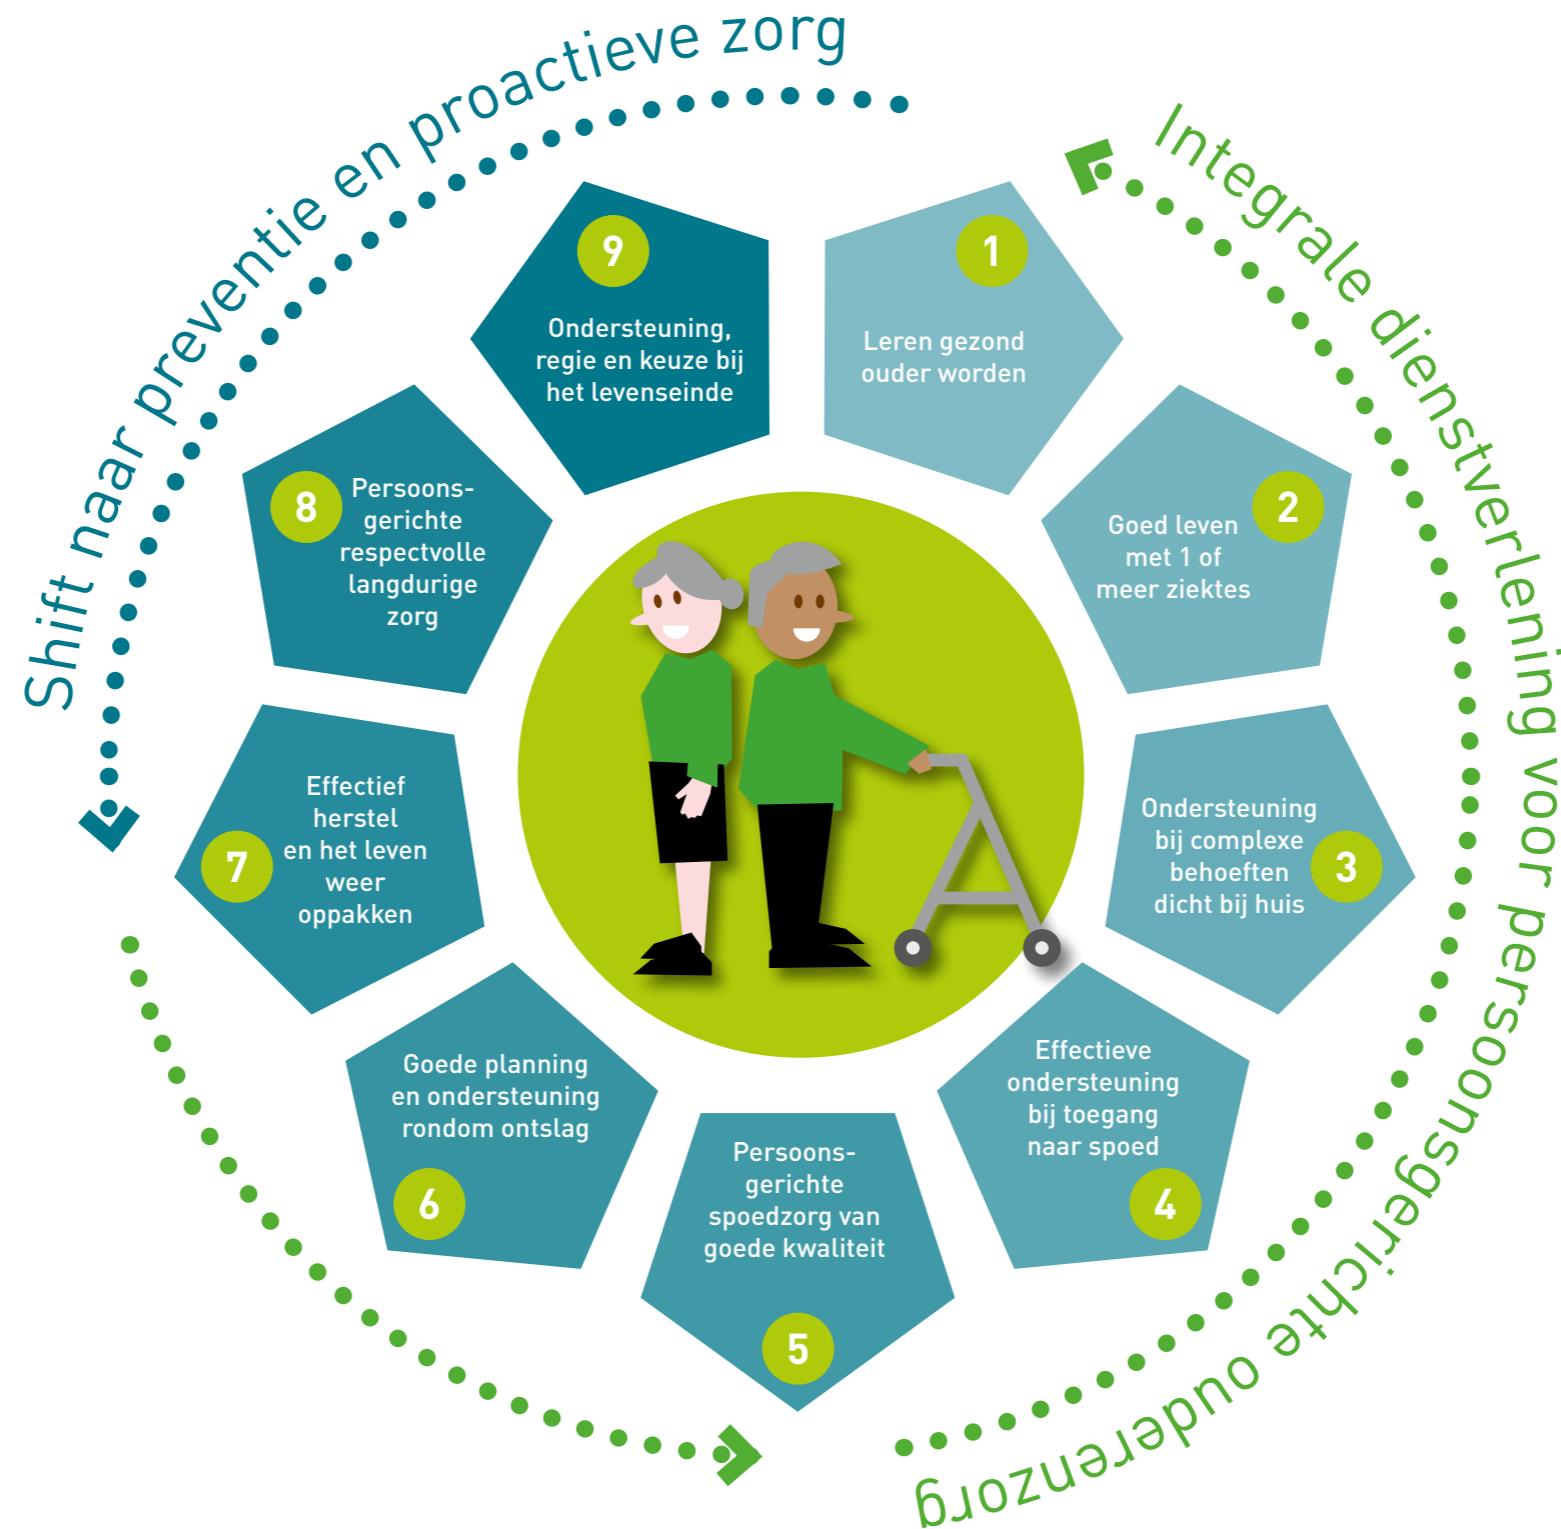 Shift naar preventie en proactieve zorg
Integrale dienstverlening voor persoonsgerichte ouderenzorg
1
Leren gezond
ouder worden
2
Goed leven
met 1 of
meer ziektes
3
Ondersteuning
bij complexe
behoeften
dicht bij huis
4
Effectieve
ondersteuning
bij toegang
naar spoed
5
Persoons-
gerichte
spoedzorg van
goede kwaliteit
6
Goede planning
en ondersteuning
rondom ontslag
7
Effectief
herstel
en het leven
weer
oppakken
8
Persoons-
gerichte
respectvolle
langdurige
zorg
9
Ondersteuning,
regie en keuze bij
het levenseinde